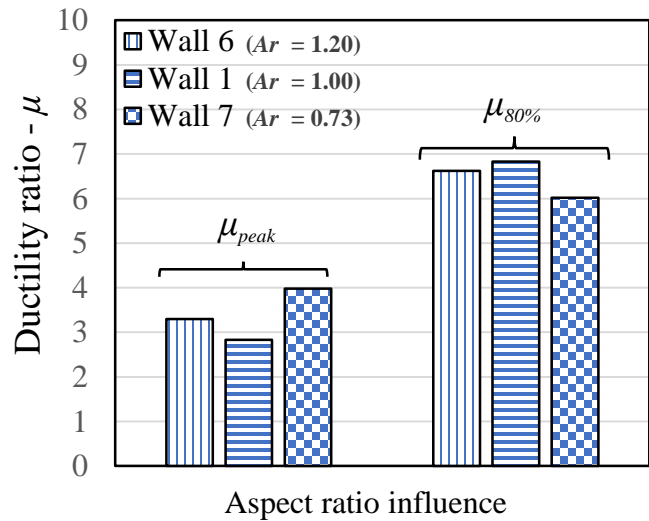 10
9
8
7
6
5
4
3
2
1
0
Ductility ratio - μ
Wall 6 (Ar = 1.20)
Wall 1 (Ar = 1.00)
Wall 7 (Ar = 0.73)
μpeak
μ80%
Aspect ratio influence